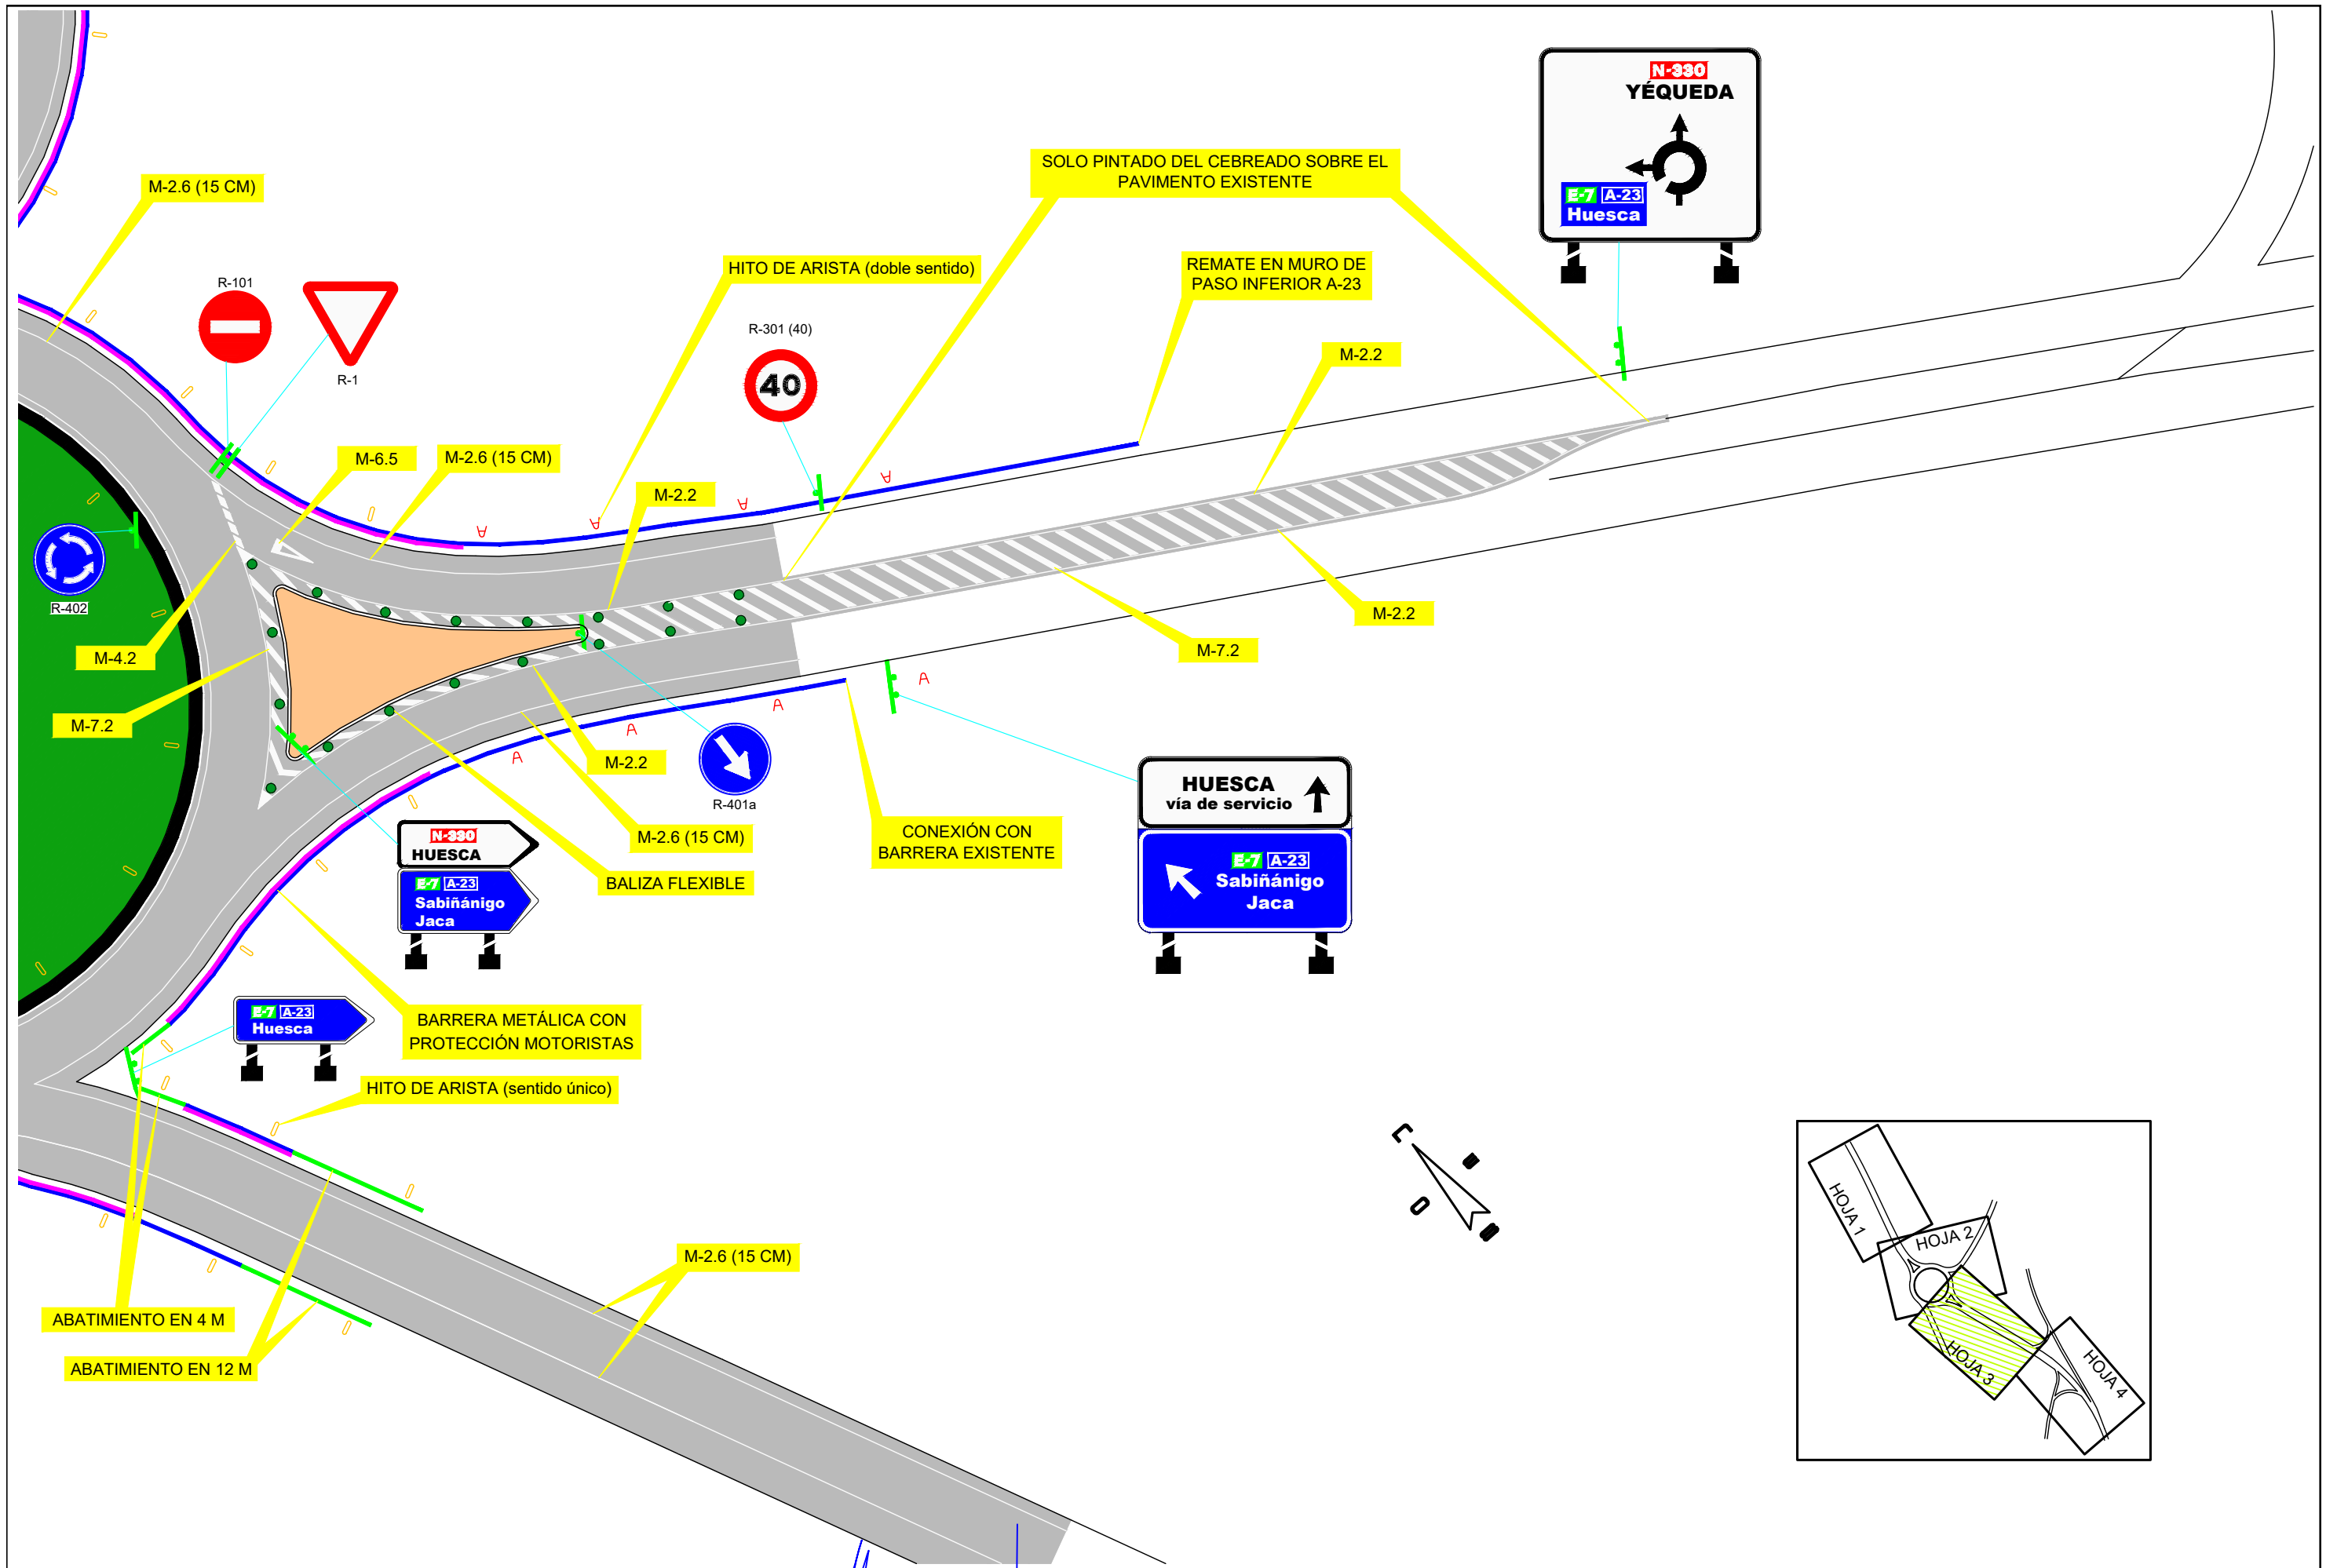 N-330
YÉQUEDA
E-7 A-23
Huesca
SOLO PINTADO DEL CEBREADO SOBRE EL
PAVIMENTO EXISTENTE
M-2.6 (15 CM)
HITO DE ARISTA (doble sentido)
REMATE EN MURO DE
PASO INFERIOR A-23
R-101
R-1
R-301 (40)
40
M-2.2
M-6.5
M-2.6 (15 CM)
M-2.2
R-402
M-4.2
M-7.2
M-2.2
M-7.2
M-2.2
R-401a
M-2.6 (15 CM)
BALIZA FLEXIBLE
CONEXIÓN CON
BARRERA EXISTENTE
HUESCA
vía de servicio
E-7 A-23
Sabiñánigo
Jaca
N-330
HUESCA
E-7 A-23
Sabiñánigo
Jaca
E-7 A-23
Huesca
BARRERA METÁLICA CON
PROTECCIÓN MOTORISTAS
HITO DE ARISTA (sentido único)
M-2.6 (15 CM)
ABATIMIENTO EN 4 M
ABATIMIENTO EN 12 M
HOJA 1
HOJA 2
HOJA 3
HOJA 4